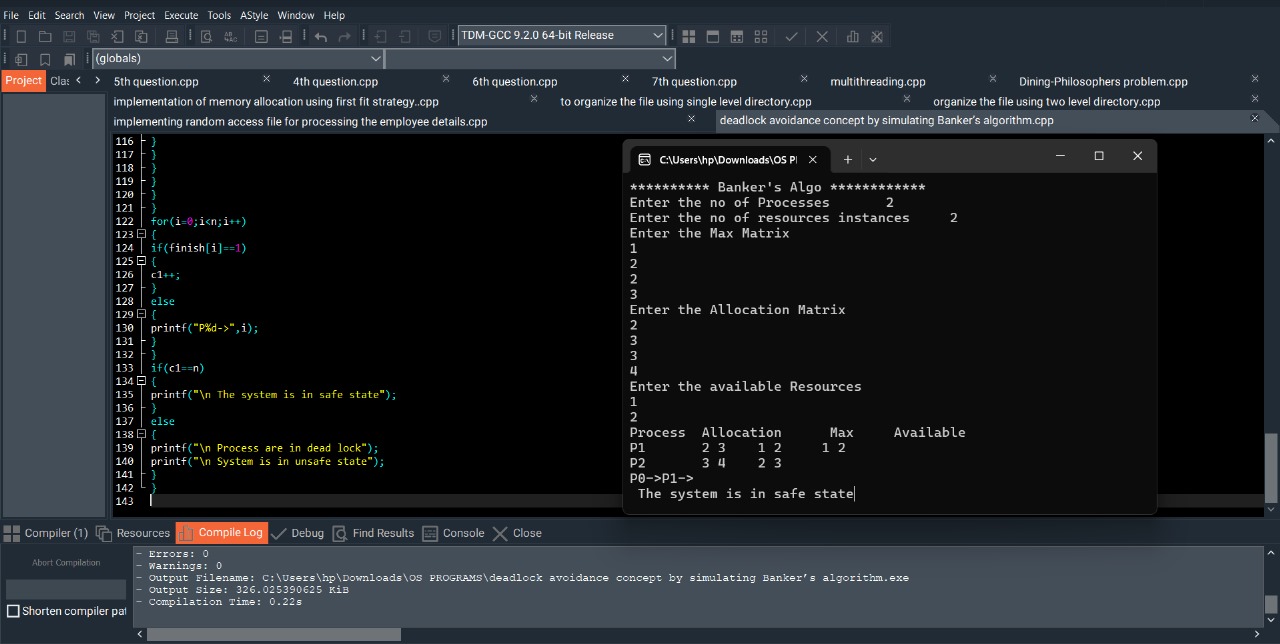 File Edit Search View Project Execute Tools AStyle Window Help
TDM-GCC 9.2.0 64-bit Release
(globals)
Project Clas
5th question.cpp 4th question.cpp 6th question.cpp 7th question.cpp multithreading.cpp Dining-Philosophers problem.cpp
implementation of memory allocation using first fit strategy..cpp to organize the file using single level directory.cpp organize the file using two level directory.cpp
implementing random access file for processing the employee details.cpp deadlock avoidance concept by simulating Banker's algorithm.cpp
116 }
117 }
118 }
119 }
120 }
121 }
122 for(i=0;i<n;i++)
123 {
124 if(finish[i]==1)
125 {
126 c1++;
127 }
128 else
129 {
130 printf("P%d->",i);
131 }
132 }
133 if(c1==n)
134 {
135 printf("\n The system is in safe state");
136 }
137 else
138 {
139 printf("\n Process are in dead lock");
140 printf("\n System is in unsafe state");
141 }
142 }
143
C:\Users\hp\Downloads\OS P
********** Banker's Algo ************
Enter the no of Processes 2
Enter the no of resources instances 2
Enter the Max Matrix
1
2
2
3
Enter the Allocation Matrix
2
3
3
4
Enter the available Resources
1
2
Process Allocation Max Available
P1 2 3 1 2 1 2
P2 3 4 2 3
P0->P1->
The system is in safe state
Compiler (1) Resources Compile Log Debug Find Results Console Close
Abort Compilation
Shorten compiler pat
- Errors: 0
- Warnings: 0
- Output Filename: C:\Users\hp\Downloads\OS PROGRAMS\deadlock avoidance concept by simulating Banker's algorithm.exe
- Output Size: 326.025390625 KiB
- Compilation Time: 0.22s